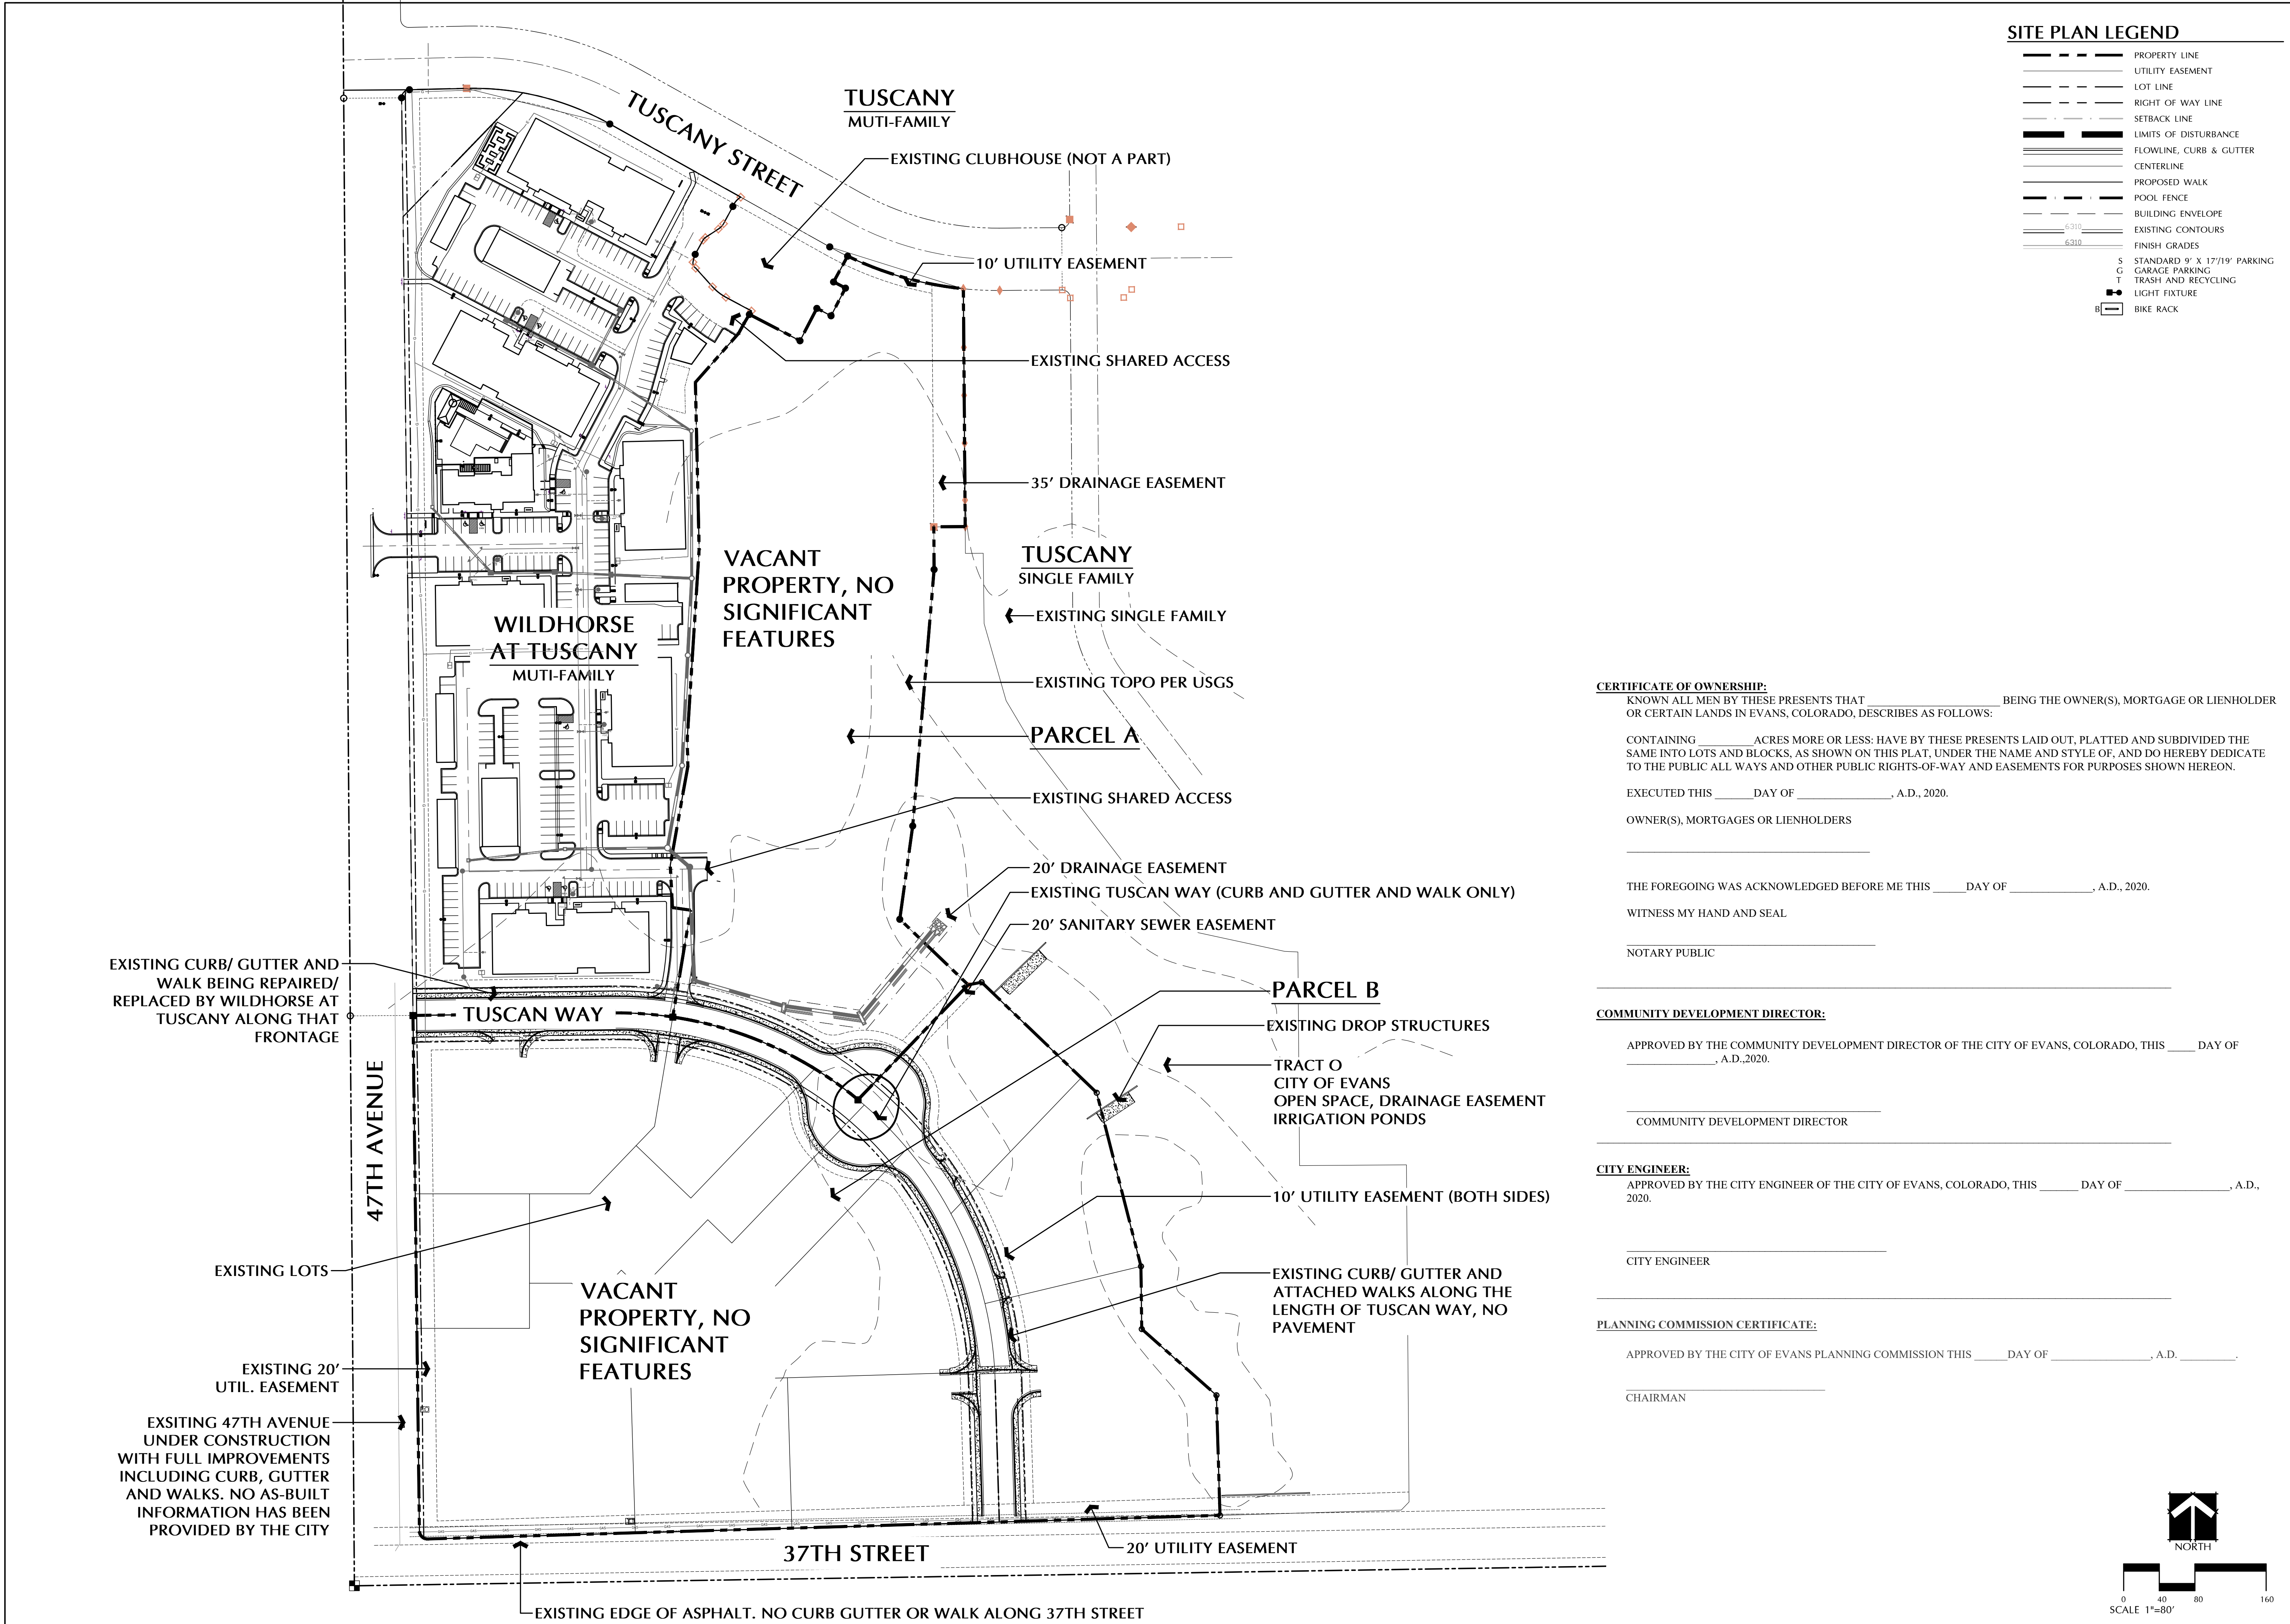 SITE PLAN LEGEND
PROPERTY LINE
UTILITY EASEMENT
LOT LINE
RIGHT OF WAY LINE
SETBACK LINE
LIMITS OF DISTURBANCE
FLOWLINE, CURB & GUTTER
CENTERLINE
PROPOSED WALK
POOL FENCE
BUILDING ENVELOPE
6310 EXISTING CONTOURS
6310 FINISH GRADES
S STANDARD 9' X 17'/19' PARKING
G GARAGE PARKING
T TRASH AND RECYCLING
LIGHT FIXTURE
B BIKE RACK
TUSCANY
MUTI-FAMILY
TUSCANY STREET
EXISTING CLUBHOUSE (NOT A PART)
10' UTILITY EASEMENT
EXISTING SHARED ACCESS
35' DRAINAGE EASEMENT
VACANT
PROPERTY, NO
SIGNIFICANT
FEATURES
TUSCANY
SINGLE FAMILY
EXISTING SINGLE FAMILY
WILDHORSE
AT TUSCANY
MUTI-FAMILY
EXISTING TOPO PER USGS
PARCEL A
EXISTING SHARED ACCESS
20' DRAINAGE EASEMENT
EXISTING TUSCAN WAY (CURB AND GUTTER AND WALK ONLY)
20' SANITARY SEWER EASEMENT
EXISTING CURB/ GUTTER AND
WALK BEING REPAIRED/
REPLACED BY WILDHORSE AT
TUSCANY ALONG THAT
FRONTAGE
TUSCAN WAY
PARCEL B
EXISTING DROP STRUCTURES
TRACT O
CITY OF EVANS
OPEN SPACE, DRAINAGE EASEMENT
IRRIGATION PONDS
47TH AVENUE
10' UTILITY EASEMENT (BOTH SIDES)
EXISTING LOTS
EXISTING CURB/ GUTTER AND
ATTACHED WALKS ALONG THE
LENGTH OF TUSCAN WAY, NO
PAVEMENT
VACANT
PROPERTY, NO
SIGNIFICANT
FEATURES
EXISTING 20'
UTIL. EASEMENT
EXSITING 47TH AVENUE
UNDER CONSTRUCTION
WITH FULL IMPROVEMENTS
INCLUDING CURB, GUTTER
AND WALKS. NO AS-BUILT
INFORMATION HAS BEEN
PROVIDED BY THE CITY
37TH STREET
20' UTILITY EASEMENT
EXISTING EDGE OF ASPHALT. NO CURB GUTTER OR WALK ALONG 37TH STREET
CERTIFICATE OF OWNERSHIP:
KNOWN ALL MEN BY THESE PRESENTS THAT ________________________ BEING THE OWNER(S), MORTGAGE OR LIENHOLDER
OR CERTAIN LANDS IN EVANS, COLORADO, DESCRIBES AS FOLLOWS:
CONTAINING __________ACRES MORE OR LESS: HAVE BY THESE PRESENTS LAID OUT, PLATTED AND SUBDIVIDED THE
SAME INTO LOTS AND BLOCKS, AS SHOWN ON THIS PLAT, UNDER THE NAME AND STYLE OF, AND DO HEREBY DEDICATE
TO THE PUBLIC ALL WAYS AND OTHER PUBLIC RIGHTS-OF-WAY AND EASEMENTS FOR PURPOSES SHOWN HEREON.
EXECUTED THIS _______DAY OF _________________, A.D., 2020.
OWNER(S), MORTGAGES OR LIENHOLDERS
THE FOREGOING WAS ACKNOWLEDGED BEFORE ME THIS ______DAY OF _______________, A.D., 2020.
WITNESS MY HAND AND SEAL
NOTARY PUBLIC
COMMUNITY DEVELOPMENT DIRECTOR:
APPROVED BY THE COMMUNITY DEVELOPMENT DIRECTOR OF THE CITY OF EVANS, COLORADO, THIS _____ DAY OF
________________, A.D.,2020.
COMMUNITY DEVELOPMENT DIRECTOR
CITY ENGINEER:
APPROVED BY THE CITY ENGINEER OF THE CITY OF EVANS, COLORADO, THIS _______ DAY OF ___________________, A.D.,
2020.
CITY ENGINEER
PLANNING COMMISSION CERTIFICATE:
APPROVED BY THE CITY OF EVANS PLANNING COMMISSION THIS ______DAY OF __________________, A.D. __________.
CHAIRMAN
NORTH
0 40 80 160
SCALE 1"=80'